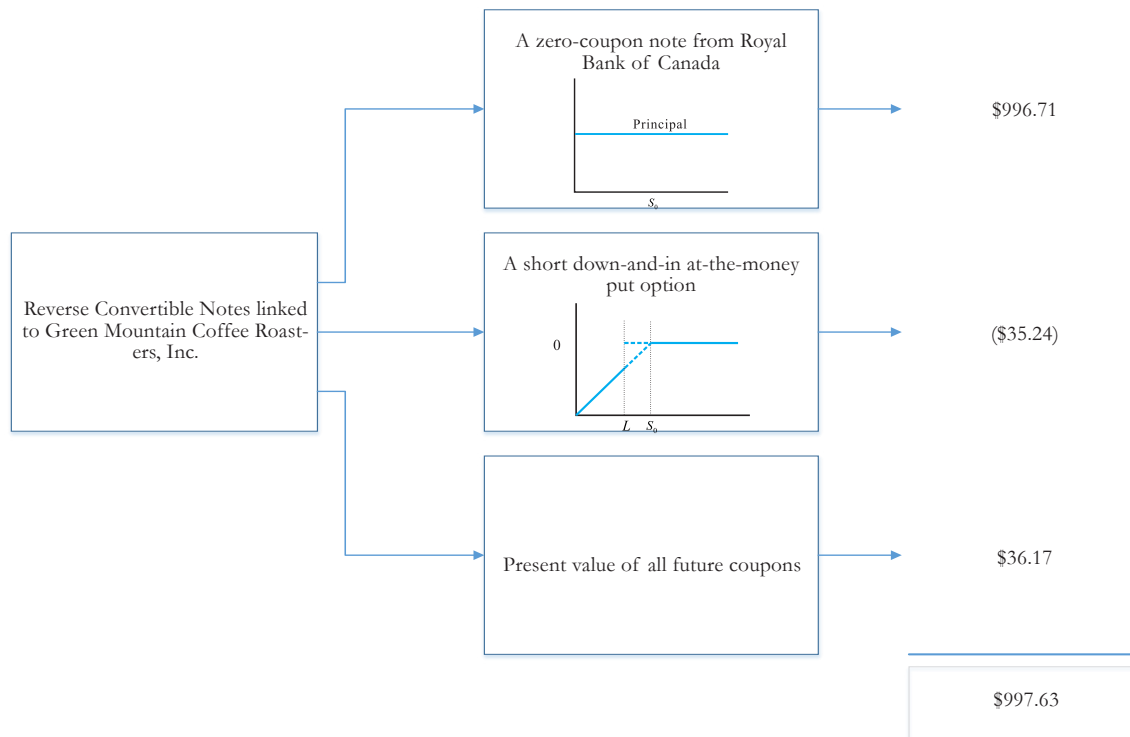 A zero-coupon note from Royal
Bank of Canada
Principal
S₀
$996.71
Reverse Convertible Notes linked
to Green Mountain Coffee Roast-
ers, Inc.
A short down-and-in at-the-money
put option
0
L S₀
($35.24)
Present value of all future coupons
$36.17
$997.63